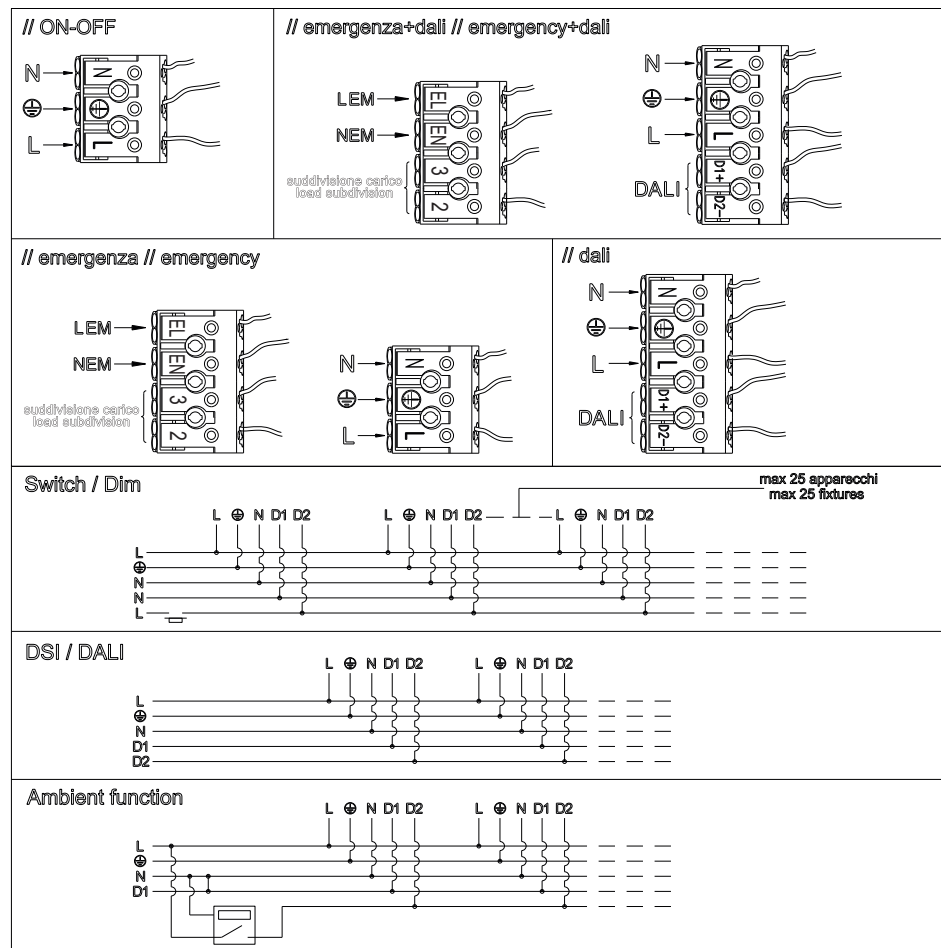 // ON-OFF
N
⏚
L
N
⏚
L
// emergenza+dali // emergency+dali
LEM
NEM
suddivisione carico
load subdivision
EL
EN
3
2
N
⏚
L
DALI
N
⏚
L
D1+
D2-
// emergenza // emergency
LEM
NEM
suddivisione carico
load subdivision
EL
EN
3
2
N
⏚
L
N
⏚
L
// dali
N
⏚
L
DALI
N
⏚
L
D1+
D2-
Switch / Dim
max 25 apparecchi
max 25 fixtures
L ⏚ N D1 D2 L ⏚ N D1 D2 L ⏚ N D1 D2
L
⏚
N
N
L
DSI / DALI
L ⏚ N D1 D2 L ⏚ N D1 D2
L
⏚
N
D1
D2
Ambient function
L ⏚ N D1 D2 L ⏚ N D1 D2
L
⏚
N
D1